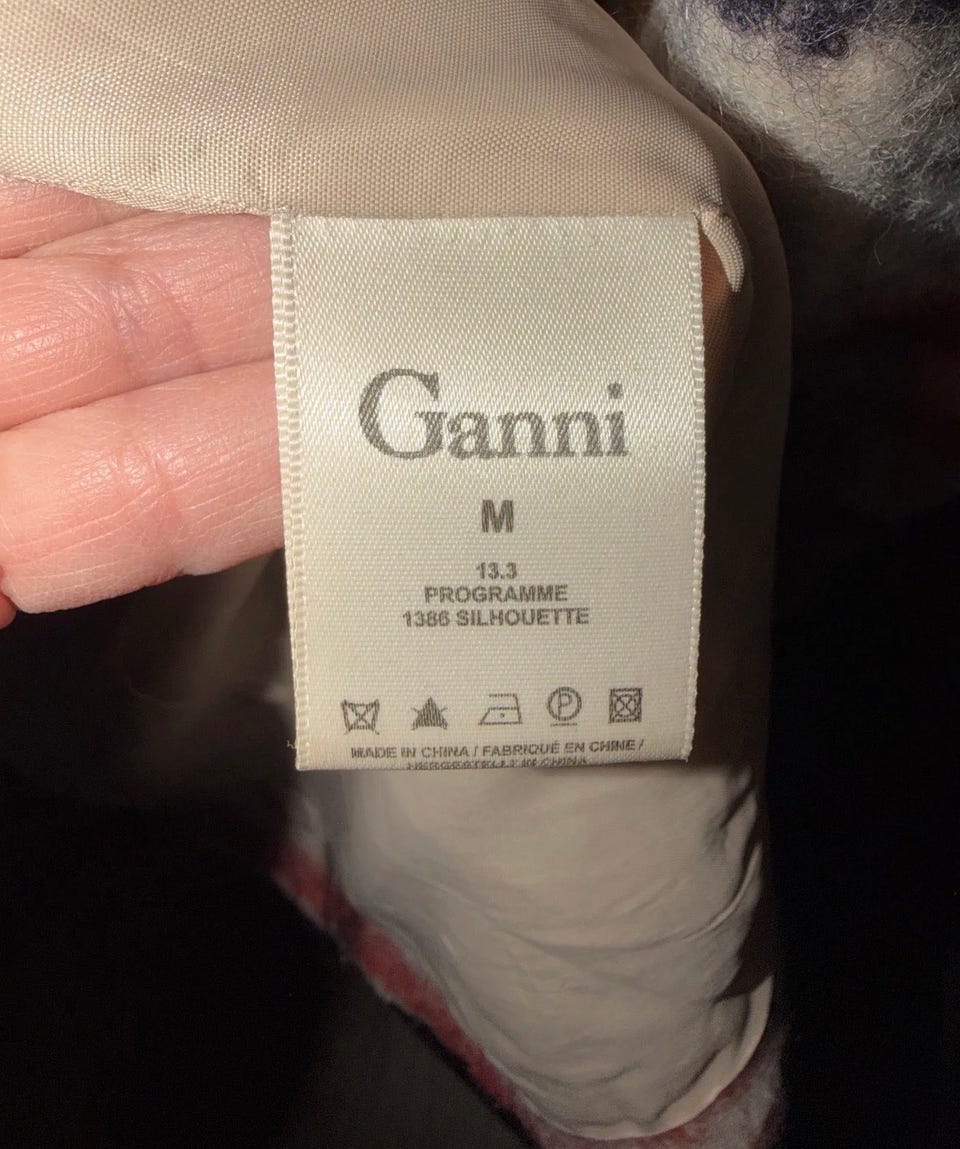 Ganni
M
13.3
PROGRAMME
1386 SILHOUETTE
P
MADE IN CHINA / FABRIQUÉ EN CHINE /